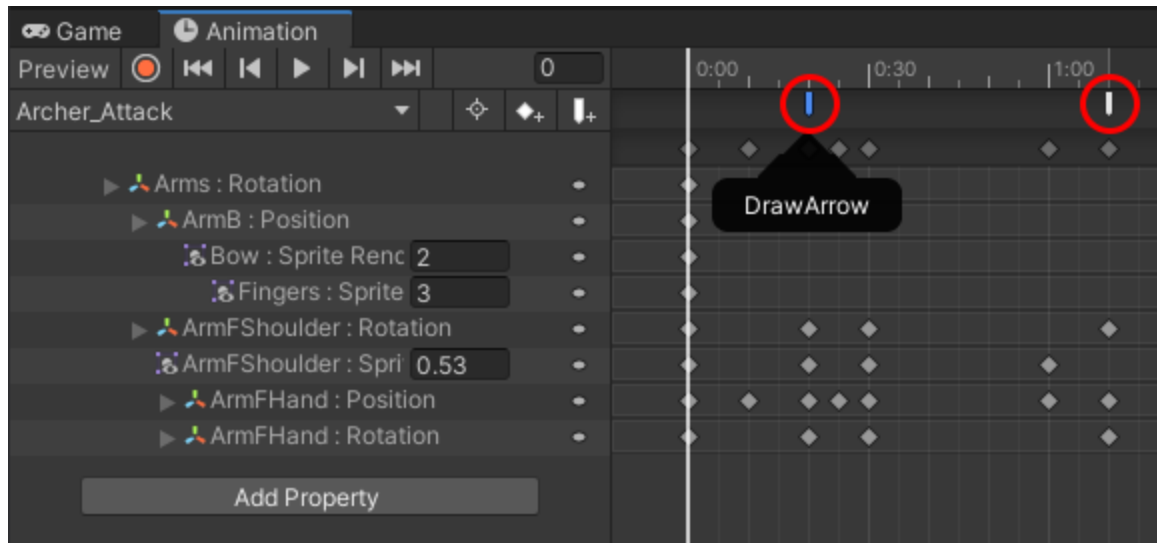 Game Animation
Preview 0 0:00 0:30 1:00
Archer_Attack
Arms : Rotation
DrawArrow
ArmB : Position
Bow : Sprite Renc 2
Fingers : Sprite 3
ArmFShoulder : Rotation
ArmFShoulder : Spri 0.53
ArmFHand : Position
ArmFHand : Rotation
Add Property